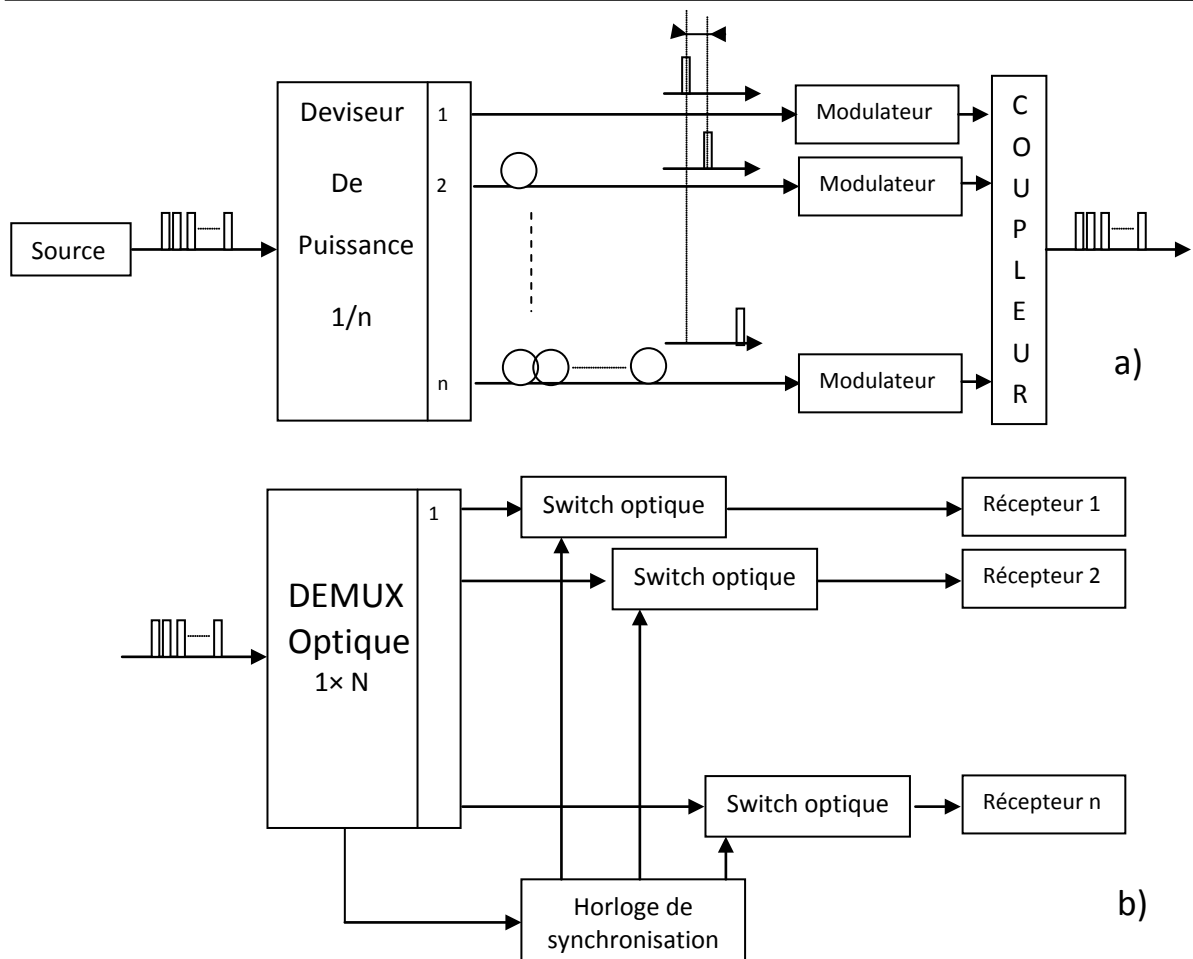 Deviseur
De
Puissance
1/n
1
2
n
Source
Modulateur
Modulateur
Modulateur
C
O
U
P
L
E
U
R
a)
DEMUX
Optique
1× N
1
Switch optique
Récepteur 1
Switch optique
Récepteur 2
Switch optique
Récepteur n
Horloge de
synchronisation
b)